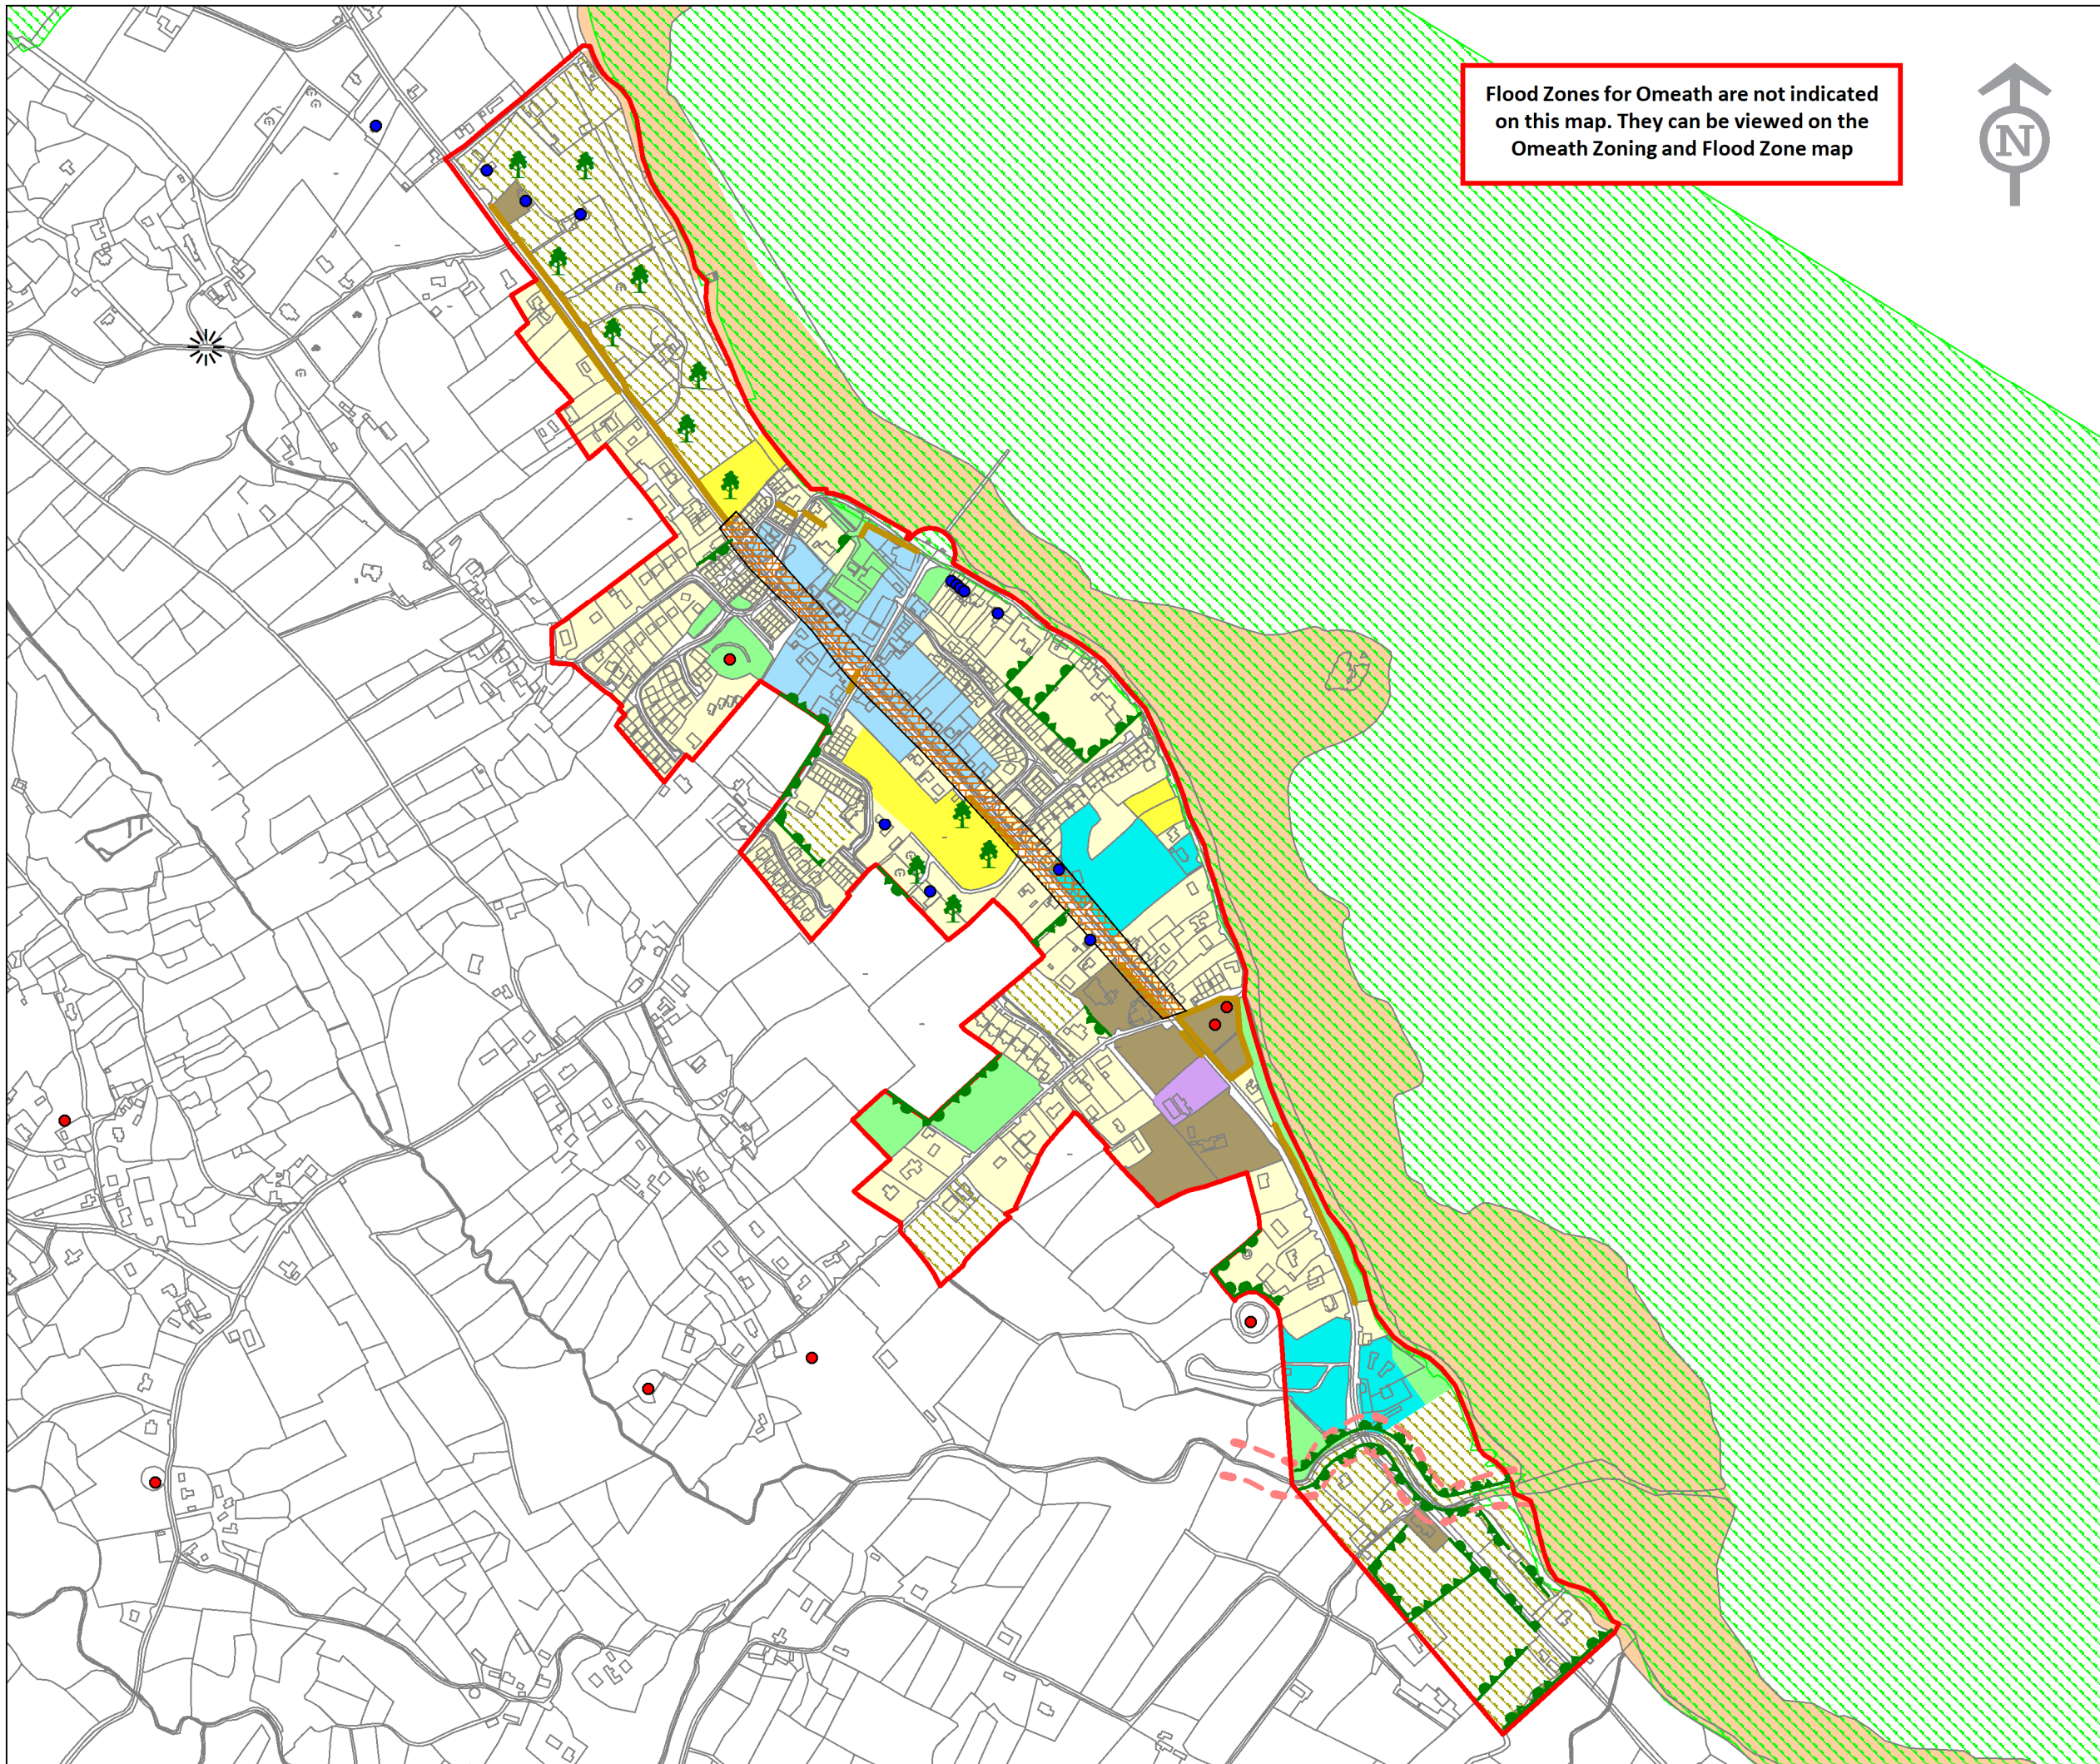 Flood Zones for Omeath are not indicated
on this map. They can be viewed on the
Omeath Zoning and Flood Zone map
N